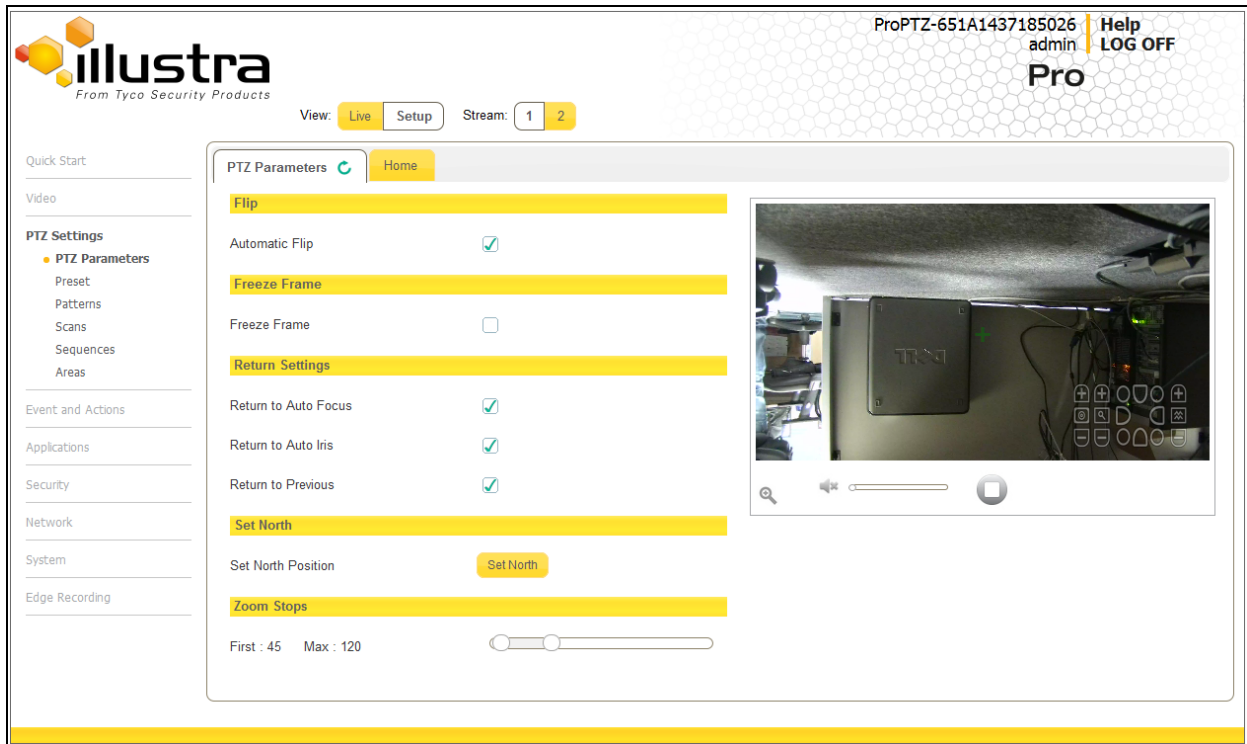 illustra
From Tyco Security Products
ProPTZ-651A1437185026
admin
Help
LOG OFF
Pro
View: Live Setup Stream: 1 2
Quick Start
Video
PTZ Settings
PTZ Parameters
Preset
Patterns
Scans
Sequences
Areas
Event and Actions
Applications
Security
Network
System
Edge Recording
PTZ Parameters Home
Flip
Automatic Flip
Freeze Frame
Freeze Frame
Return Settings
Return to Auto Focus
Return to Auto Iris
Return to Previous
Set North
Set North Position Set North
Zoom Stops
First : 45 Max : 120
DELL